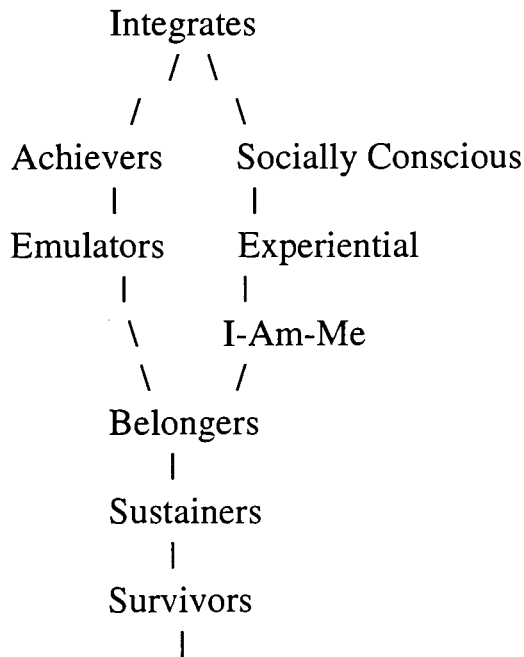 Integrates
/ \
/ \
Achievers Socially Conscious
| |
Emulators Experiential
| |
\ I-Am-Me
\ /
Belongers
|
Sustainers
|
Survivors
|